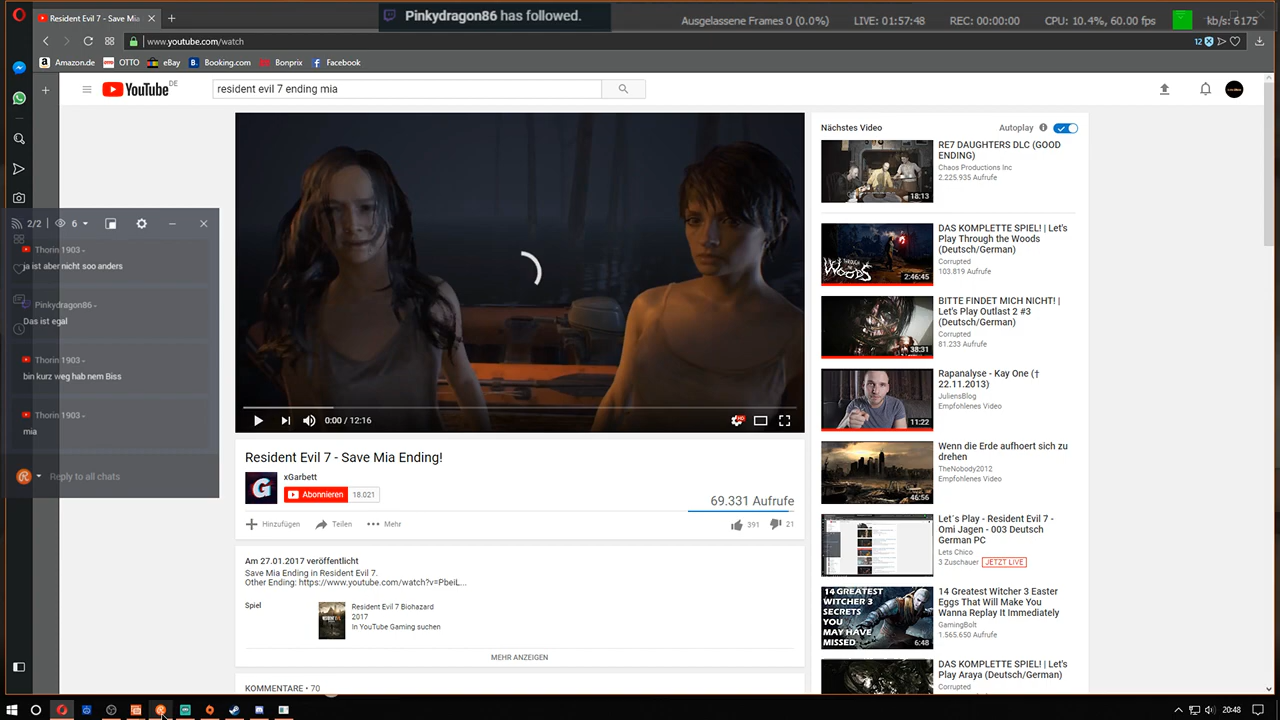 Resident Evil 7 - Save Mia
Pinkydragon86 has followed.
Ausgelassene Frames 0 (0.0%)
LIVE: 01:57:48
REC: 00:00:00
CPU: 10.4%, 60.00 fps
kb/s: 6175
www.youtube.com/watch
12
Amazon.de
OTTO
eBay
Booking.com
Bonprix
Facebook
YouTube DE
resident evil 7 ending mia
2/2
6
Thorin 1903
ja ist aber nicht soo anders
Pinkydragon86
Das ist egal
Thorin 1903
bin kurz weg hab nem Biss
Thorin 1903
mia
Reply to all chats
0:00 / 12:16
Resident Evil 7 - Save Mia Ending!
xGarbett
Abonnieren 18.021
69.331 Aufrufe
Hinzufügen
Teilen
Mehr
391
21
Am 27.01.2017 veröffentlicht
Save Mia Ending in Resident Evil 7.
Other Ending: https://www.youtube.com/watch?v=PbeiL...
Spiel
Resident Evil 7 Biohazard
2017
In YouTube Gaming suchen
MEHR ANZEIGEN
KOMMENTARE • 70
Nächstes Video
Autoplay
18:13
RE7 DAUGHTERS DLC (GOOD
ENDING)
Chaos Productions Inc
2.225.935 Aufrufe
THROUGH THE WOODS
2:46:45
DAS KOMPLETTE SPIEL! | Let's
Play Through the Woods
(Deutsch/German)
Corrupted
103.819 Aufrufe
38:31
BITTE FINDET MICH NICHT! |
Let's Play Outlast 2 #3
(Deutsch/German)
Corrupted
81.233 Aufrufe
11:22
Rapanalyse - Kay One (†
22.11.2013)
JuliensBlog
Empfohlenes Video
46:56
Wenn die Erde aufhoert sich zu
drehen
TheNobody2012
Empfohlenes Video
Let´s Play - Resident Evil 7 -
Omi Jagen - 003 Deutsch
German PC
Lets Chico
3 Zuschauer
JETZT LIVE
14 GREATEST
WITCHER 3
SECRETS
YOU
MAY HAVE
MISSED
6:48
14 Greatest Witcher 3 Easter
Eggs That Will Make You
Wanna Replay It Immediately
GamingBolt
1.565.650 Aufrufe
DAS KOMPLETTE SPIEL! | Let's
Play Araya (Deutsch/German)
Corrupted
20:48